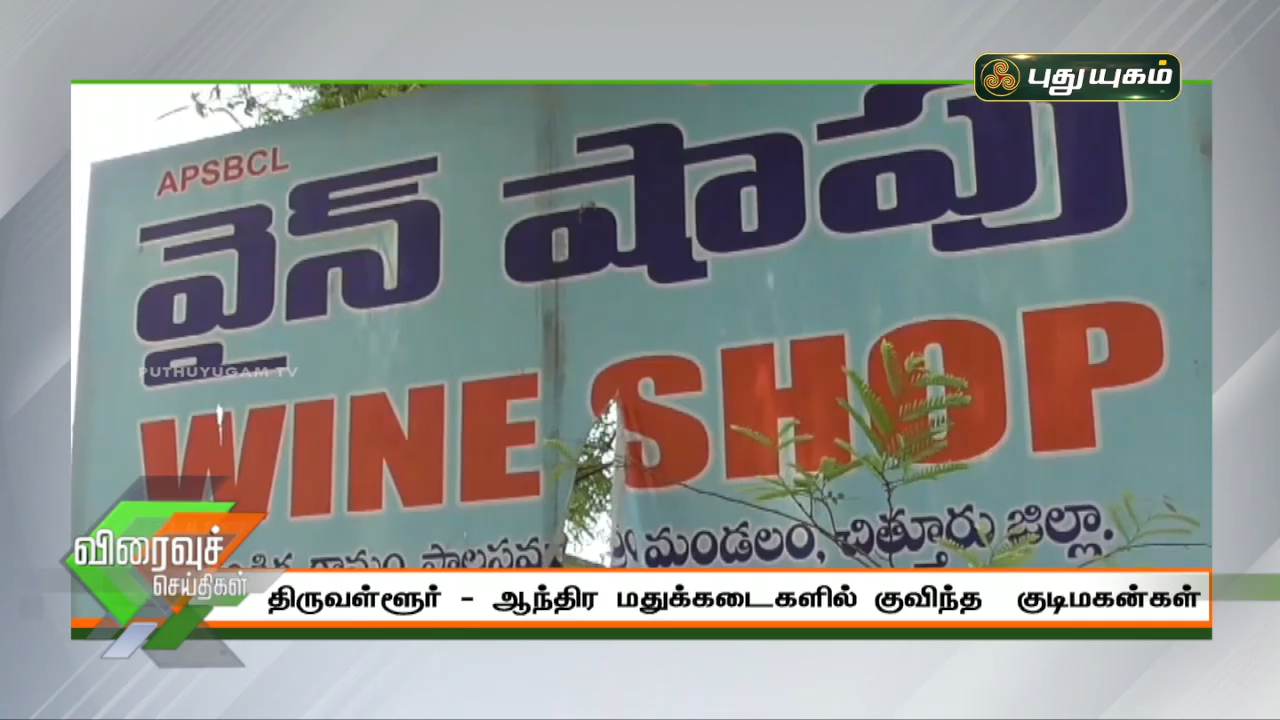 புதுயுகம்
APSBCL
వైన్ షాపు
PUTHUYUGAM TV
WINE SHOP
గ్రామం, మండలం, చిత్తూరు జిల్లా.
விரைவுச்
செய்திகள்
திருவள்ளூர் - ஆந்திர மதுக்கடைகளில் குவிந்த குடிமகன்கள்